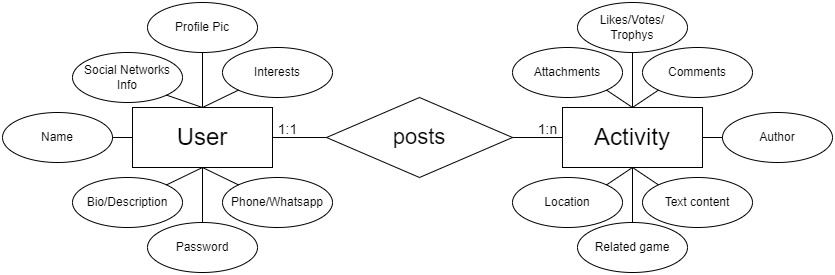 Profile Pic
Likes/Votes/
Trophys
Social Networks
Info
Interests
Attachments
Comments
Name
User
1:1
posts
1:n
Activity
Author
Bio/Description
Phone/Whatsapp
Location
Text content
Password
Related game